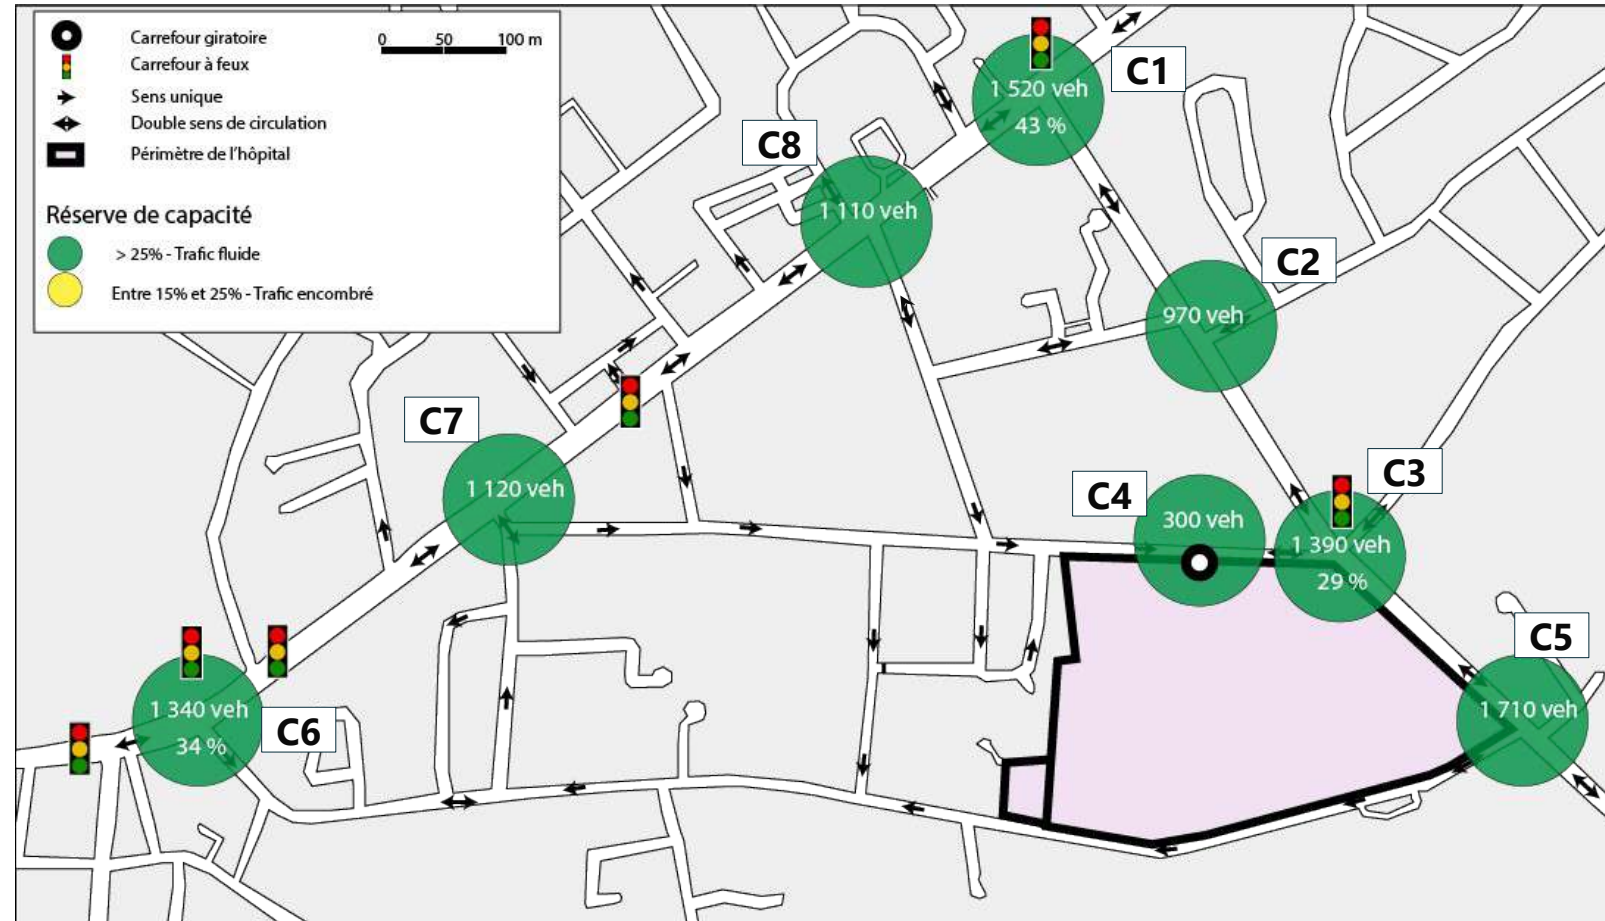 Carrefour giratoire
Carrefour à feux
Sens unique
Double sens de circulation
Périmètre de l'hôpital
0 50 100 m
Réserve de capacité
> 25% - Trafic fluide
Entre 15% et 25% - Trafic encombré
C1
1 520 veh
43 %
C8
1 110 veh
C2
970 veh
C7
1 120 veh
C3
1 390 veh
29 %
C4
300 veh
C5
1 710 veh
C6
1 340 veh
34 %